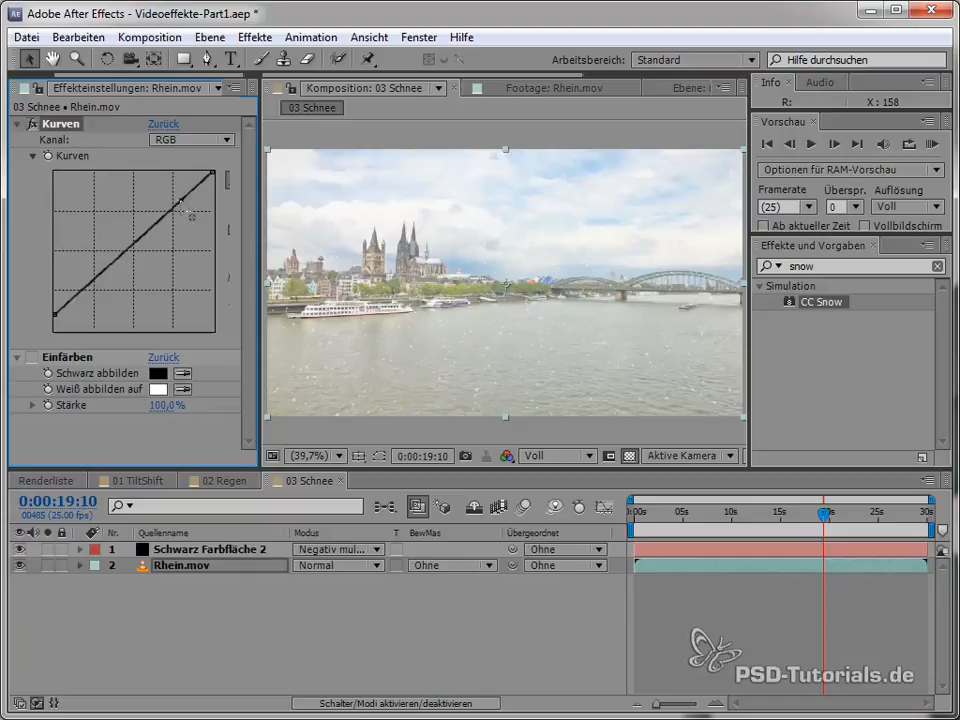 Adobe After Effects - Videoeffekte-Part1.aep *
Datei Bearbeiten Komposition Ebene Effekte Animation Ansicht Fenster Hilfe
Arbeitsbereich: Standard Hilfe durchsuchen
Effekteinstellungen: Rhein.mov
03 Schnee • Rhein.mov
fx Kurven Zurück
Kanal: RGB
Kurven
Einfärben Zurück
Schwarz abbilden
Weiß abbilden auf
Stärke 100,0%
Komposition: 03 Schnee Footage: Rhein.mov Ebene:
03 Schnee
(39,7%) 0:00:19:10 Voll Aktive Kamera
Info Audio
R: X: 158
Vorschau
Optionen für RAM-Vorschau
Framerate Überspr. Auflösung
(25) 0 Voll
Ab aktueller Zeit Vollbildschirm
Effekte und Vorgaben
snow
Simulation
8 CC Snow
Renderliste 01 TiltShift 02 Regen 03 Schnee
0:00:19:10
00485 (25.00 fps)
05s 10s 15s 25s 30s
Nr. Quellenname Modus T BewMas Übergeordnet
1 Schwarz Farbfläche 2 Negativ mul... Ohne
2 Rhein.mov Normal Ohne Ohne
Schalter/Modi aktivieren/deaktivieren
PSD-Tutorials.de